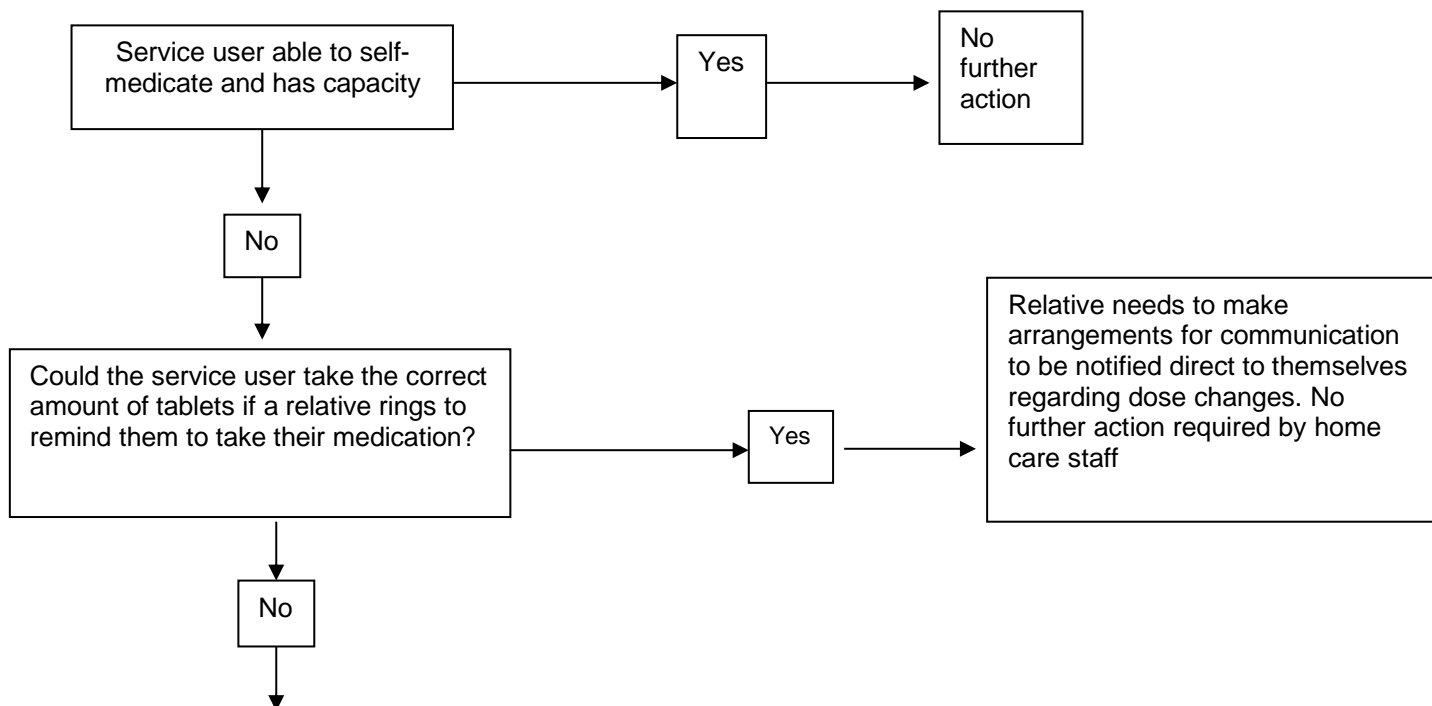 Service user able to self-
medicate and has capacity
Yes
No
further
action
No
Could the service user take the correct
amount of tablets if a relative rings to
remind them to take their medication?
Yes
Relative needs to make
arrangements for communication
to be notified direct to themselves
regarding dose changes. No
further action required by home
care staff
No